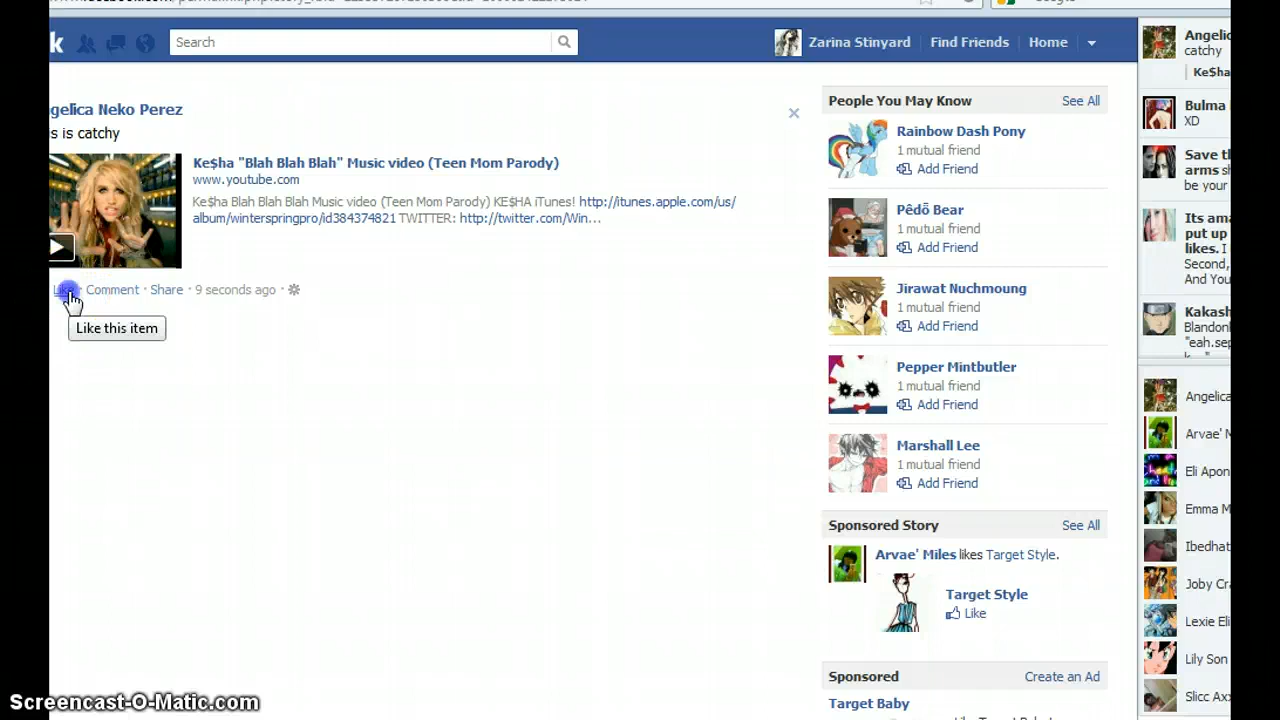 k
Search
Zarina Stinyard
Find Friends
Home
gelica Neko Perez
s is catchy
Ke$ha "Blah Blah Blah" Music video (Teen Mom Parody)
www.youtube.com
Ke$ha Blah Blah Blah Music video (Teen Mom Parody) KE$HA iTunes! http://itunes.apple.com/us/
album/winterspringpro/id384374821 TWITTER: http://twitter.com/Win...
Like · Comment · Share · 9 seconds ago ·
Like this item
People You May Know
See All
Rainbow Dash Pony
1 mutual friend
Add Friend
Pêdõ Bear
1 mutual friend
Add Friend
Jirawat Nuchmoung
1 mutual friend
Add Friend
Pepper Mintbutler
1 mutual friend
Add Friend
Marshall Lee
1 mutual friend
Add Friend
Sponsored Story
See All
Arvae' Miles likes Target Style.
Target Style
Like
Sponsored
Create an Ad
Target Baby
Angelic
catchy
Ke$ha
Bulma
XD
Save th
arms s
be your
Its ama
put up
likes. I
Second,
And You
Kakash
Blandon
"eah.sep
Angelica
Arvae' M
Eli Apon
Emma M
Ibedhat
Joby Cr
Lexie Eli
Lily Son
Slicc Ax
Screencast-O-Matic.com